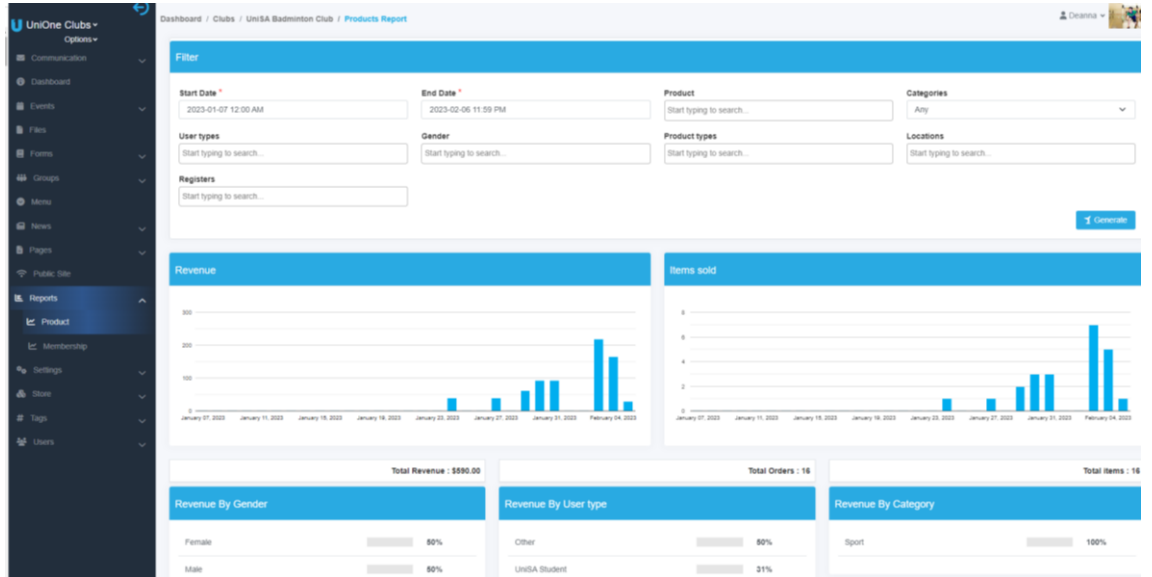 UniOne Clubs
Options
Communication
Dashboard
Events
Files
Forms
Groups
Menu
News
Pages
Public Site
Reports
Product
Membership
Settings
Store
Tags
Users
Dashboard / Clubs / UniSA Badminton Club / Products Report
Deanna
Filter
Start Date * End Date * Product Categories
2023-01-07 12:00 AM 2023-02-06 11:59 PM Start typing to search... Any
User types Gender Product types Locations
Start typing to search... Start typing to search... Start typing to search... Start typing to search...
Registers
Start typing to search...
Generate
Revenue
300
200
100
0
January 07, 2023 January 11, 2023 January 15, 2023 January 19, 2023 January 23, 2023 January 27, 2023 January 31, 2023 February 04, 2023
Items sold
8
6
4
2
0
January 07, 2023 January 11, 2023 January 15, 2023 January 19, 2023 January 23, 2023 January 27, 2023 January 31, 2023 February 04, 2023
Total Revenue : $590.00 Total Orders : 16 Total items : 16
Revenue By Gender
Female 50%
Male 50%
Revenue By User type
Other 50%
UniSA Student 31%
Revenue By Category
Sport 100%